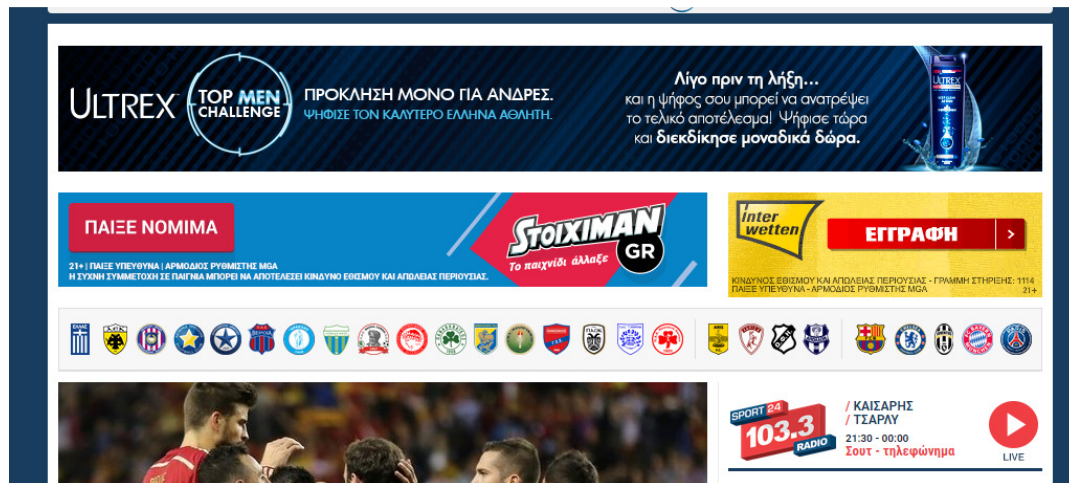 ULTREX
TOP MEN
CHALLENGE
ΠΡΟΚΛΗΣΗ ΜΟΝΟ ΓΙΑ ΑΝΔΡΕΣ.
ΨΗΦΙΣΕ ΤΟΝ ΚΑΛΥΤΕΡΟ ΕΛΛΗΝΑ ΑΘΛΗΤΗ.
Λίγο πριν τη λήξη...
και η ψήφος σου μπορεί να ανατρέψει
το τελικό αποτέλεσμα! Ψήφισε τώρα
και διεκδίκησε μοναδικά δώρα.
ULTREX
ΠΑΙΞΕ ΝΟΜΙΜΑ
21+ | ΠΑΙΞΕ ΥΠΕΥΘΥΝΑ | ΑΡΜΟΔΙΟΣ ΡΥΘΜΙΣΤΗΣ MGA
Η ΣΥΧΝΗ ΣΥΜΜΕΤΟΧΗ ΣΕ ΠΑΙΓΝΙΑ ΜΠΟΡΕΙ ΝΑ ΑΠΟΤΕΛΕΣΕΙ ΚΙΝΔΥΝΟ ΕΘΙΣΜΟΥ ΚΑΙ ΑΠΩΛΕΙΑΣ ΠΕΡΙΟΥΣΙΑΣ.
STOIXIMAN
GR
Το παιχνίδι άλλαξε
inter
wetten
ΕΓΓΡΑΦΗ
ΚΙΝΔΥΝΟΣ ΕΘΙΣΜΟΥ ΚΑΙ ΑΠΩΛΕΙΑΣ ΠΕΡΙΟΥΣΙΑΣ - ΓΡΑΜΜΗ ΣΤΗΡΙΞΗΣ: 1114
ΠΑΙΞΕ ΥΠΕΥΘΥΝΑ - ΑΡΜΟΔΙΟΣ ΡΥΘΜΙΣΤΗΣ MGA 21+
SPORT 24
103.3
RADIO
/ ΚΑΙΣΑΡΗΣ
/ ΤΣΑΡΛΥ
21:30 - 00:00
Σουτ - τηλεφώνημα
LIVE